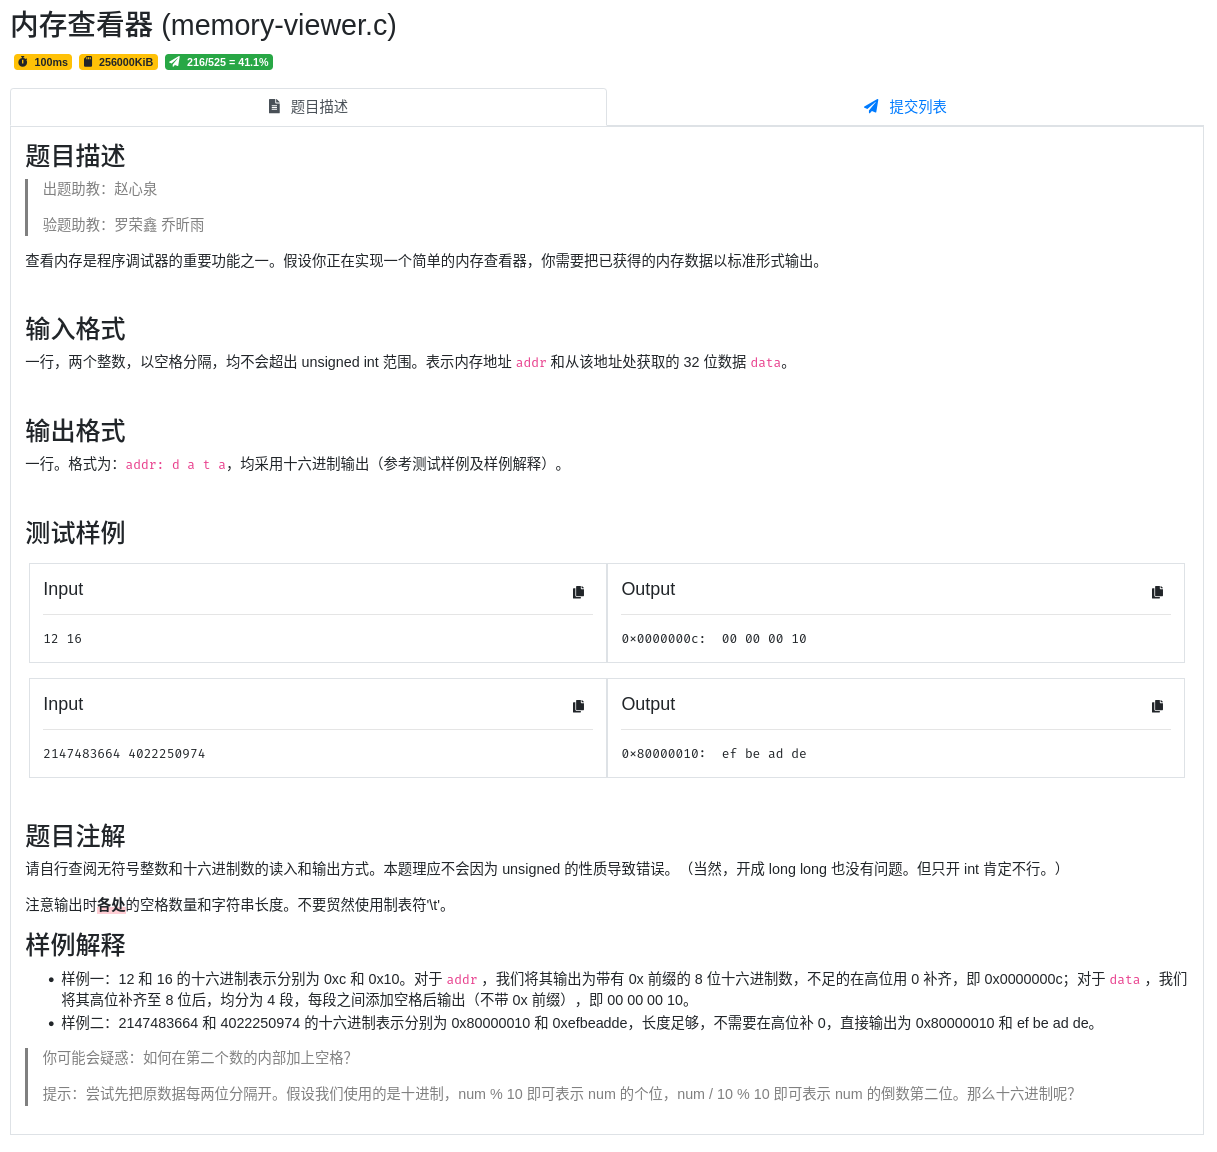 内存查看器 (memory-viewer.c)
100ms 256000KiB 216/525 = 41.1%
题目描述 提交列表
题目描述
出题助教：赵心泉
验题助教：罗荣鑫 乔昕雨
查看内存是程序调试器的重要功能之一。假设你正在实现一个简单的内存查看器，你需要把已获得的内存数据以标准形式输出。
输入格式
一行，两个整数，以空格分隔，均不会超出 unsigned int 范围。表示内存地址 addr 和从该地址处获取的 32 位数据 data。
输出格式
一行。格式为：addr: d a t a，均采用十六进制输出（参考测试样例及样例解释）。
测试样例
Input Output
12 16 0x0000000c:  00 00 00 10
Input Output
2147483664 4022250974 0x80000010:  ef be ad de
题目注解
请自行查阅无符号整数和十六进制数的读入和输出方式。本题理应不会因为 unsigned 的性质导致错误。（当然，开成 long long 也没有问题。但只开 int 肯定不行。）
注意输出时各处的空格数量和字符串长度。不要贸然使用制表符'\t'。
样例解释
• 样例一：12 和 16 的十六进制表示分别为 0xc 和 0x10。对于 addr ，我们将其输出为带有 0x 前缀的 8 位十六进制数，不足的在高位用 0 补齐，即 0x0000000c；对于 data ，我们
将其高位补齐至 8 位后，均分为 4 段，每段之间添加空格后输出（不带 0x 前缀），即 00 00 00 10。
• 样例二：2147483664 和 4022250974 的十六进制表示分别为 0x80000010 和 0xefbeadde，长度足够，不需要在高位补 0，直接输出为 0x80000010 和 ef be ad de。
你可能会疑惑：如何在第二个数的内部加上空格？
提示：尝试先把原数据每两位分隔开。假设我们使用的是十进制，num % 10 即可表示 num 的个位，num / 10 % 10 即可表示 num 的倒数第二位。那么十六进制呢？